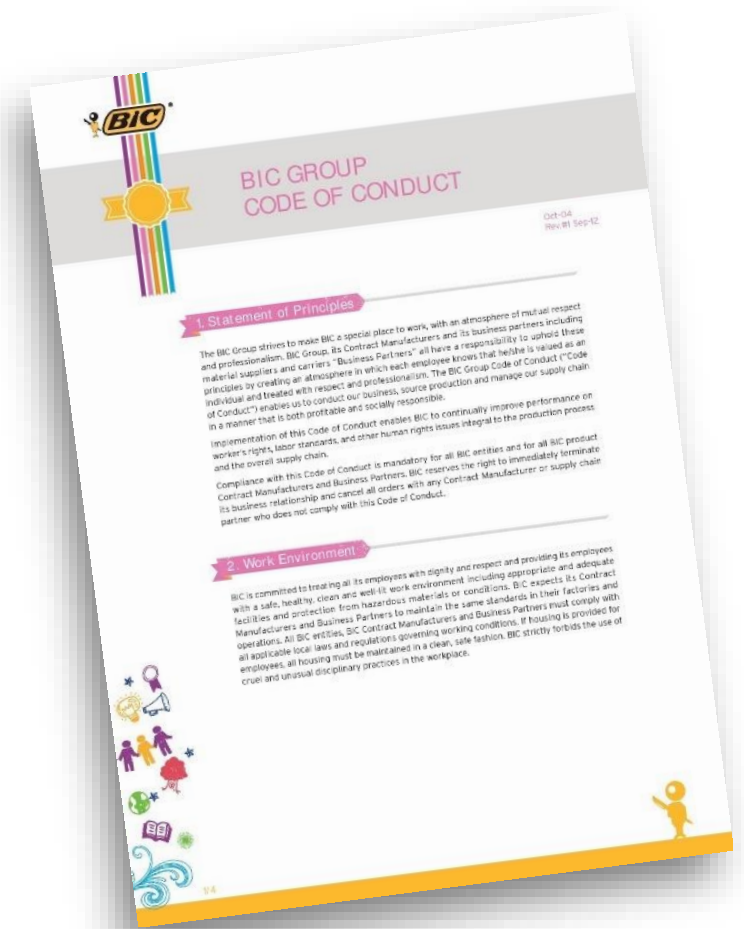 BIC
BIC GROUP
CODE OF CONDUCT
Oct-04
Rev.#1 Sep-12
1. Statement of Principles
The BIC Group strives to make BIC a special place to work, with an atmosphere of mutual respect
and professionalism. BIC Group, its Contract Manufacturers and its business partners including
material suppliers and carriers "Business Partners" all have a responsibility to uphold these
principles by creating an atmosphere in which each employee knows that he/she is valued as an
individual and treated with respect and professionalism. The BIC Group Code of Conduct ("Code
of Conduct") enables us to conduct our business, source production and manage our supply chain
in a manner that is both profitable and socially responsible.
Implementation of this Code of Conduct enables BIC to continually improve performance on
worker's rights, labor standards, and other human rights issues integral to the production process
and the overall supply chain.
Compliance with this Code of Conduct is mandatory for all BIC entities and for all BIC product
Contract Manufacturers and Business Partners. BIC reserves the right to immediately terminate
its business relationship and cancel all orders with any Contract Manufacturer or supply chain
partner who does not comply with this Code of Conduct.
2. Work Environment
BIC is committed to treating all its employees with dignity and respect and providing its employees
with a safe, healthy, clean and well-lit work environment including appropriate and adequate
facilities and protection from hazardous materials or conditions. BIC expects its Contract
Manufacturers and Business Partners to maintain the same standards in their factories and
operations. All BIC entities, BIC Contract Manufacturers and Business Partners must comply with
all applicable local laws and regulations governing working conditions. If housing is provided for
employees, all housing must be maintained in a clean, safe fashion. BIC strictly forbids the use of
cruel and unusual disciplinary practices in the workplace.
1/4